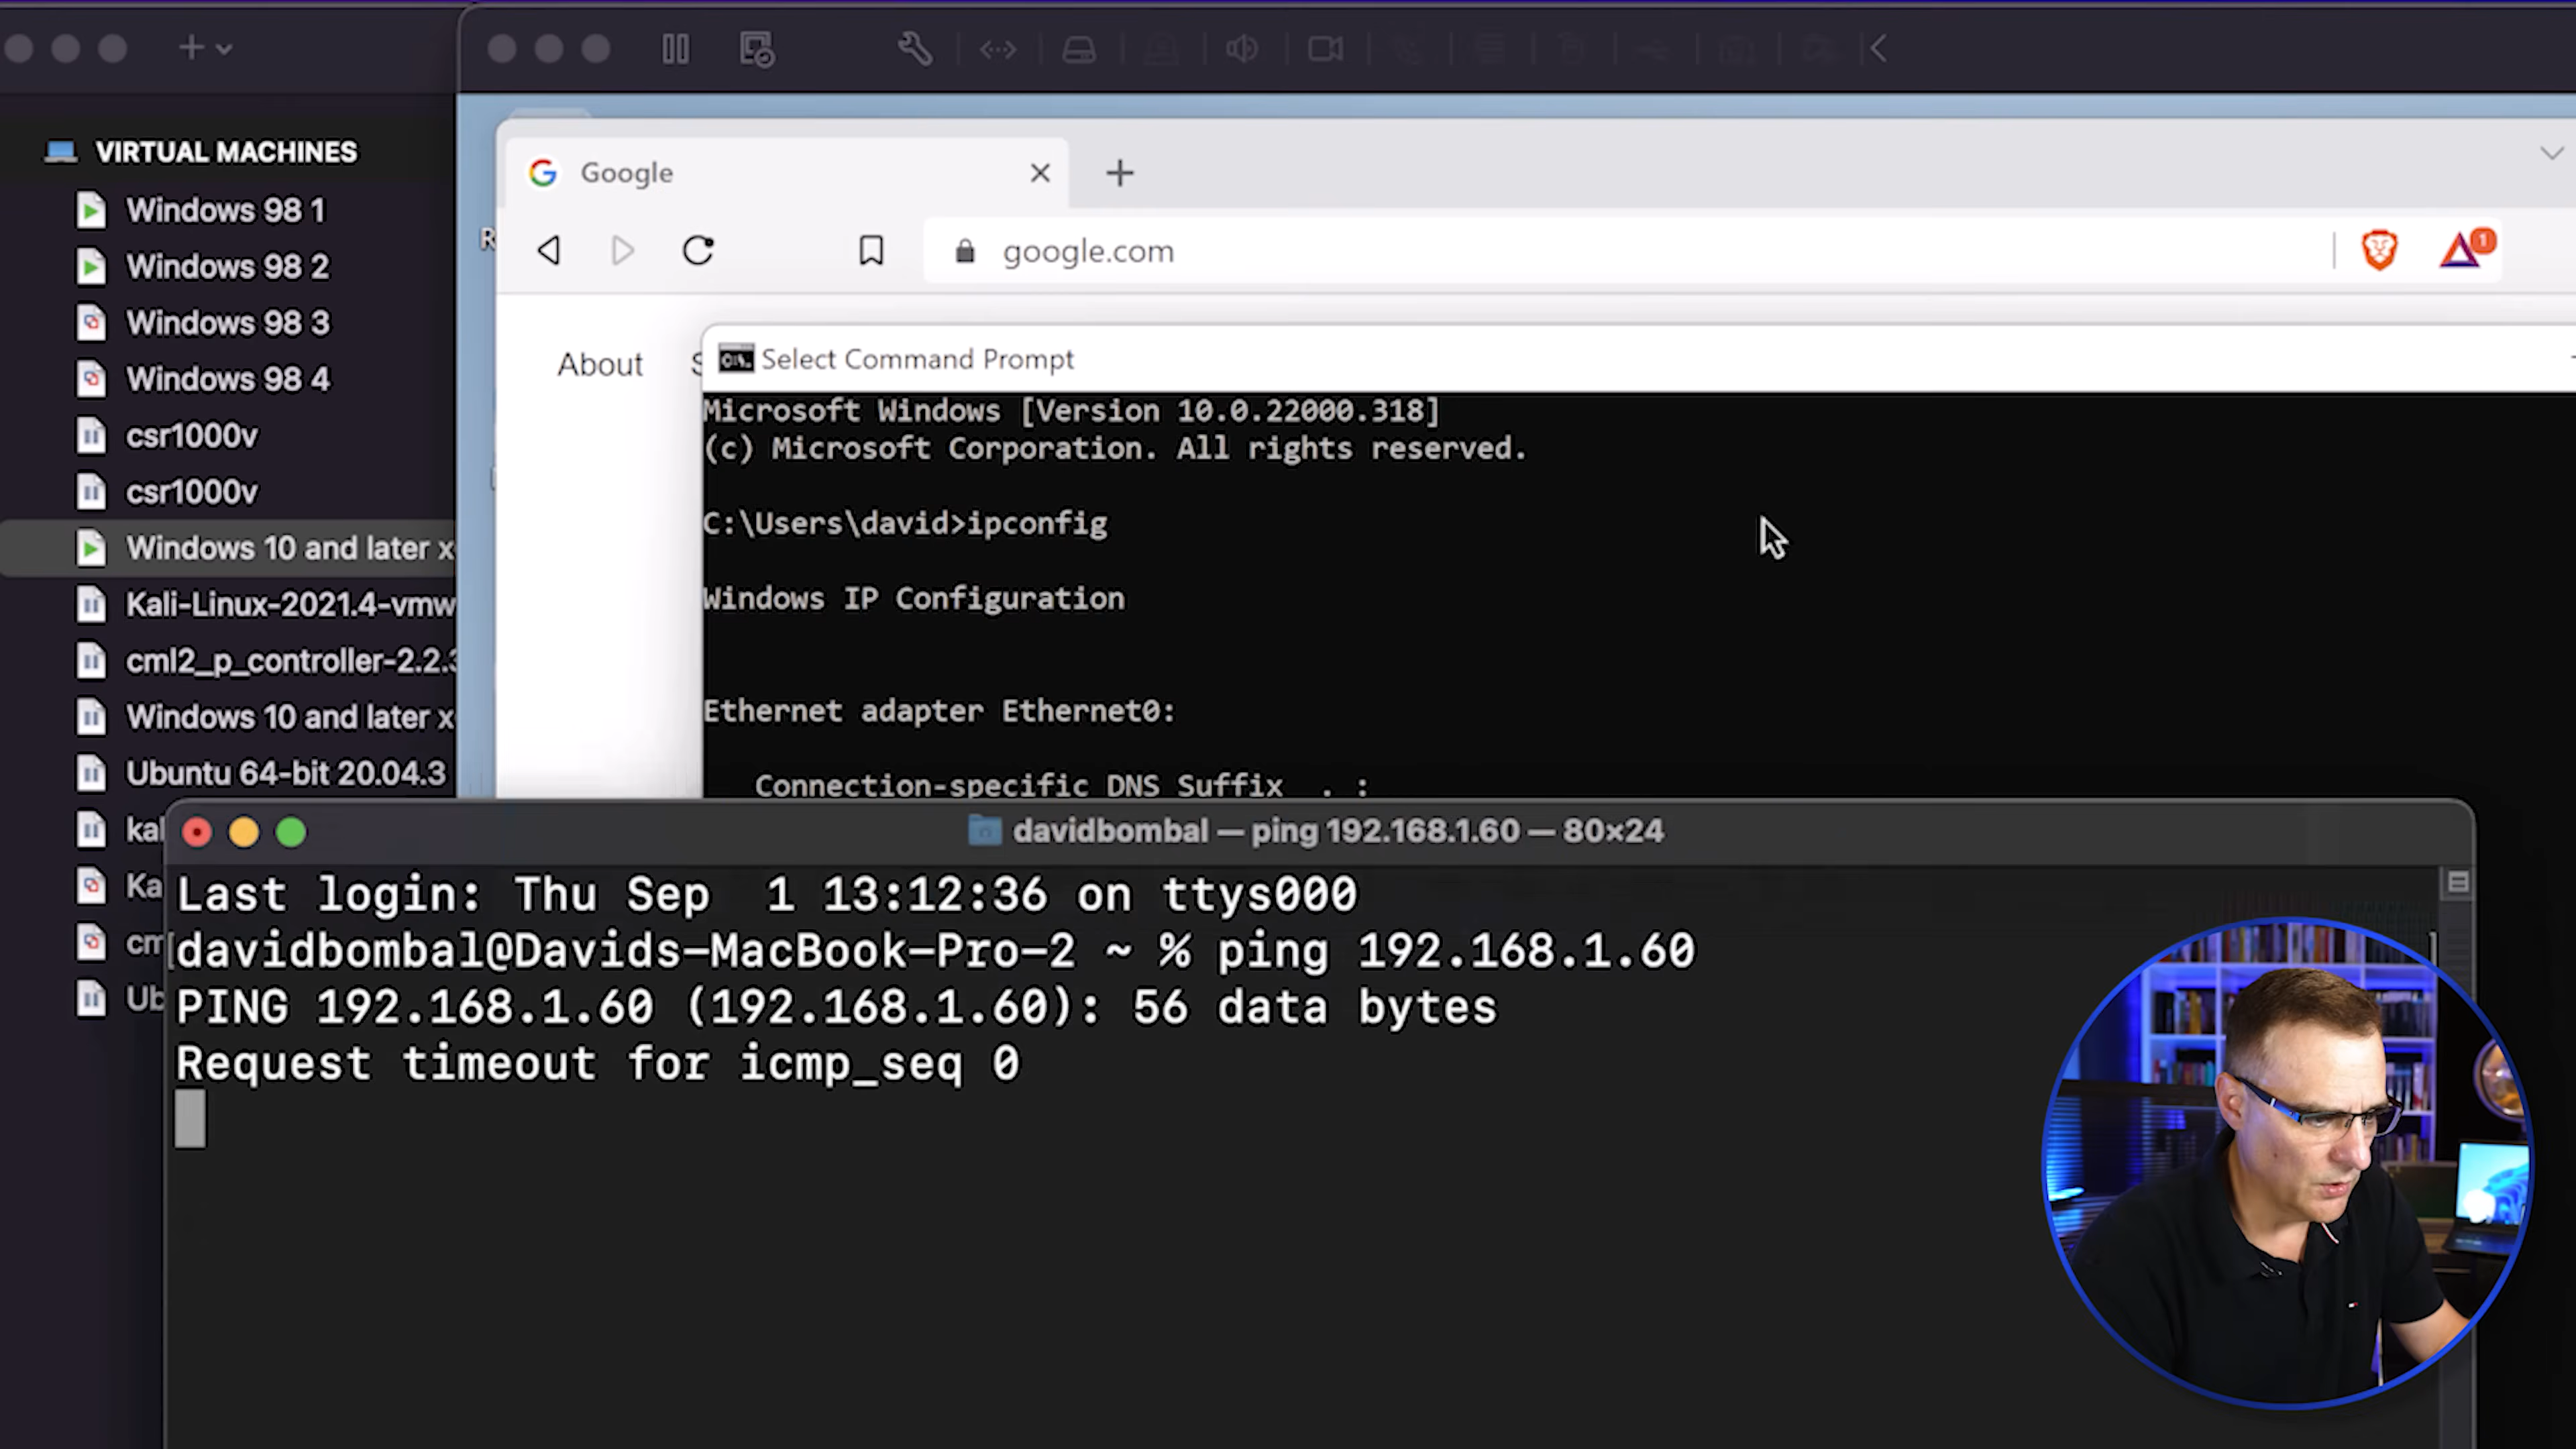 VIRTUAL MACHINES
Windows 98 1
Windows 98 2
Windows 98 3
Windows 98 4
csr1000v
csr1000v
Windows 10 and later x
Kali-Linux-2021.4-vmw
cml2_p_controller-2.2.3
Windows 10 and later x
Ubuntu 64-bit 20.04.3
kal
Ka
cm
Ub
Google
google.com
1
About
Select Command Prompt
Microsoft Windows [Version 10.0.22000.318]
(c) Microsoft Corporation. All rights reserved.
C:\Users\david>ipconfig
Windows IP Configuration
Ethernet adapter Ethernet0:
Connection-specific DNS Suffix . :
davidbombal — ping 192.168.1.60 — 80×24
Last login: Thu Sep  1 13:12:36 on ttys000
davidbombal@Davids-MacBook-Pro-2 ~ % ping 192.168.1.60
PING 192.168.1.60 (192.168.1.60): 56 data bytes
Request timeout for icmp_seq 0